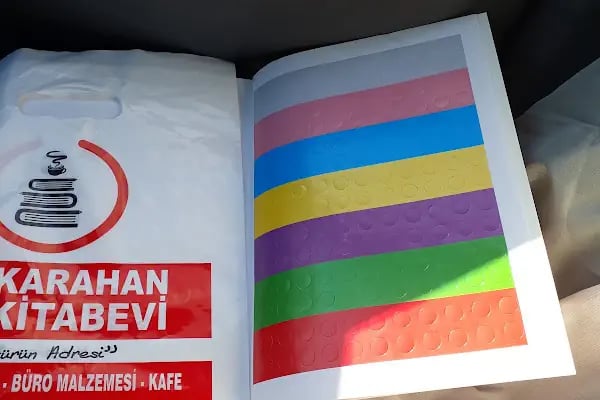 KARAHAN
KİTABEVİ
ürün Adresi”
- BÜRO MALZEMESİ - KAFE